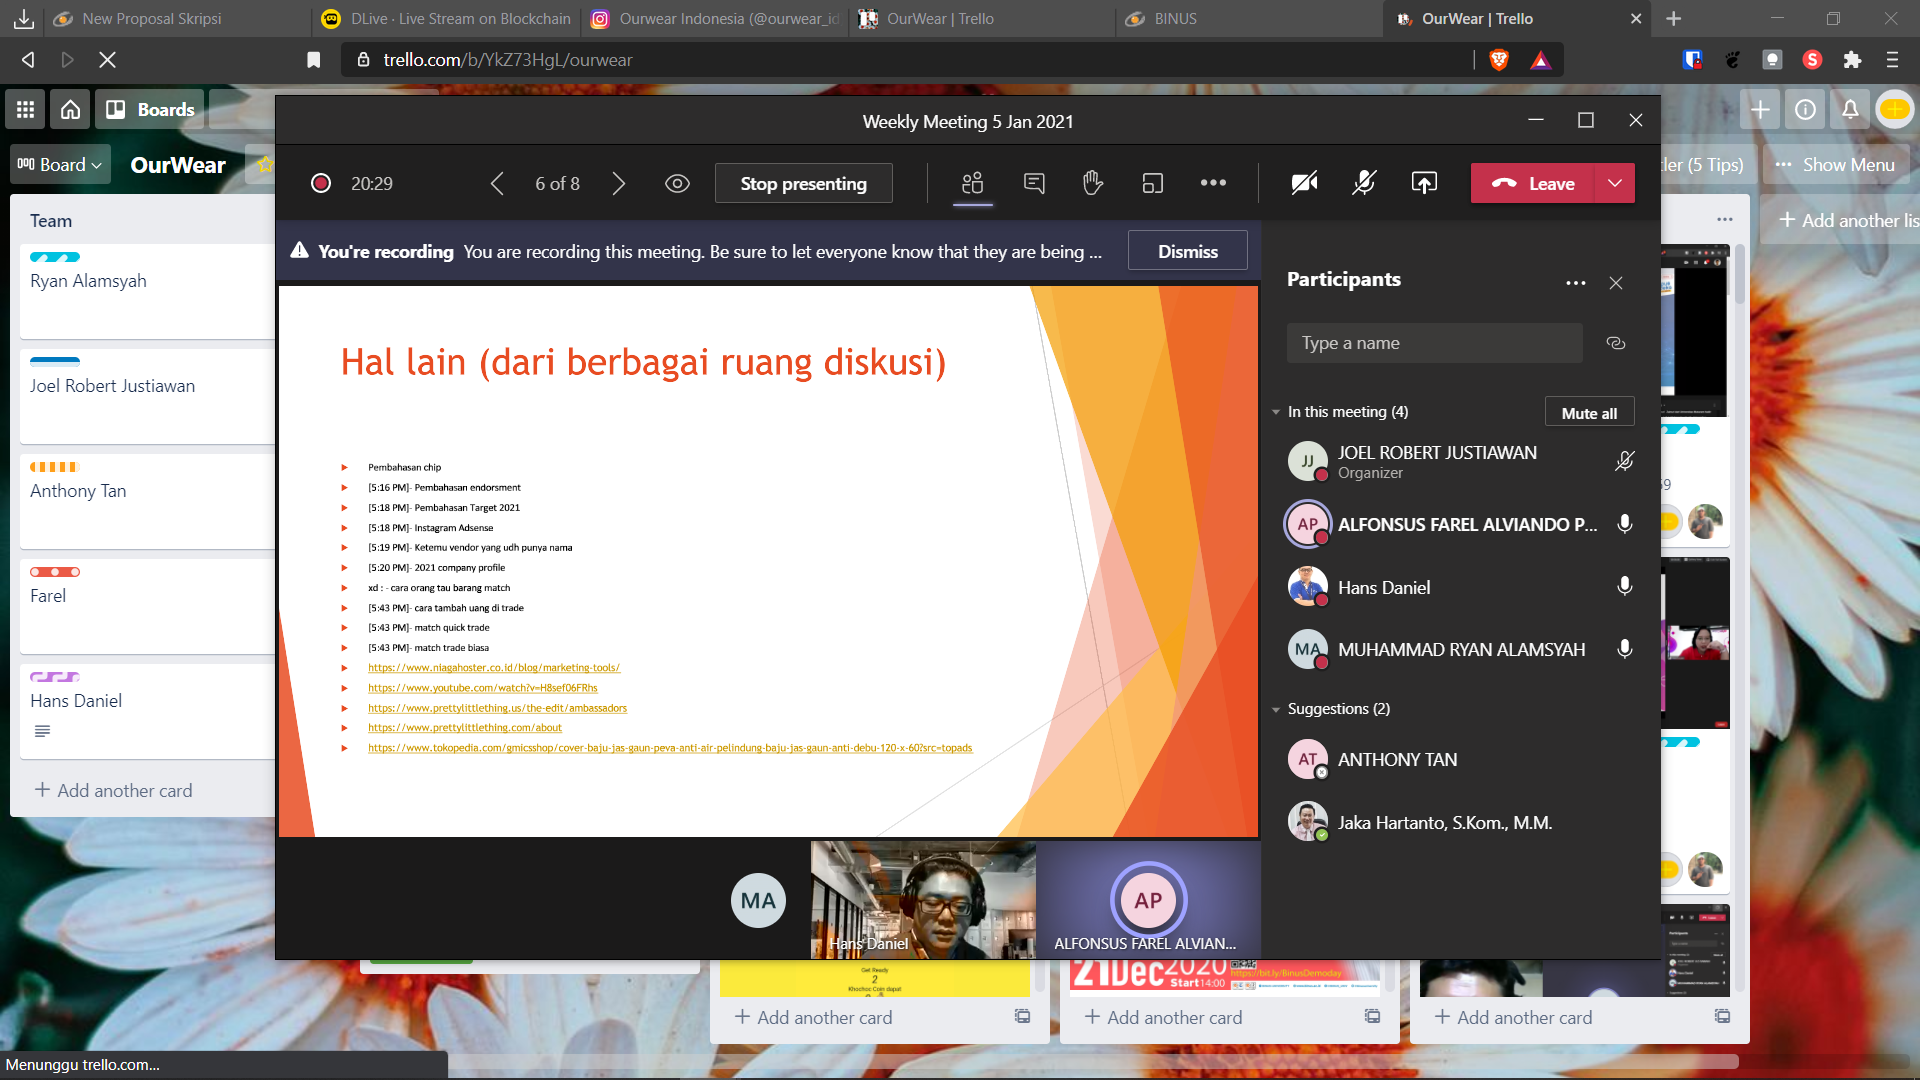 New Proposal Skripsi
DLive · Live Stream on Blockchain
Ourwear Indonesia (@ourwear_id
OurWear | Trello
BINUS
OurWear | Trello
trello.com/b/YkZ73HgL/ourwear
Boards
Board
OurWear
ler (5 Tips)
Show Menu
Weekly Meeting 5 Jan 2021
20:29
6 of 8
Stop presenting
Leave
You're recording You are recording this meeting. Be sure to let everyone know that they are being ...
Dismiss
Team
Ryan Alamsyah
Joel Robert Justiawan
Anthony Tan
Farel
Hans Daniel
Add another card
Add another lis
Hal lain (dari berbagai ruang diskusi)
Pembahasan chip
[5:16 PM]- Pembahasan endorsment
[5:18 PM]- Pembahasan Target 2021
[5:18 PM]- Instagram Adsense
[5:19 PM]- Ketemu vendor yang udh punya nama
[5:20 PM]- 2021 company profile
xd : - cara orang tau barang match
[5:43 PM]- cara tambah uang di trade
[5:43 PM]- match quick trade
[5:43 PM]- match trade biasa
https://www.niagahoster.co.id/blog/marketing-tools/
https://www.youtube.com/watch?v=H8sef06FRhs
https://www.prettylittlething.us/the-edit/ambassadors
https://www.prettylittlething.com/about
https://www.tokopedia.com/gmicsshop/cover-baju-jas-gaun-peva-anti-air-pelindung-baju-jas-gaun-anti-debu-120-x-60?src=topads
Participants
Type a name
In this meeting (4)
Mute all
JJ
JOEL ROBERT JUSTIAWAN
Organizer
AP
ALFONSUS FAREL ALVIANDO P...
Hans Daniel
MA
MUHAMMAD RYAN ALAMSYAH
Suggestions (2)
AT
ANTHONY TAN
Jaka Hartanto, S.Kom., M.M.
MA
Hans Daniel
AP
ALFONSUS FAREL ALVIAN...
Get Ready
2
Khochoc Coin dapat
21Dec2020
Start14:00
https://bit.ly/BinusDemoday
Add another card
Add another card
Add another card
Menunggu trello.com...